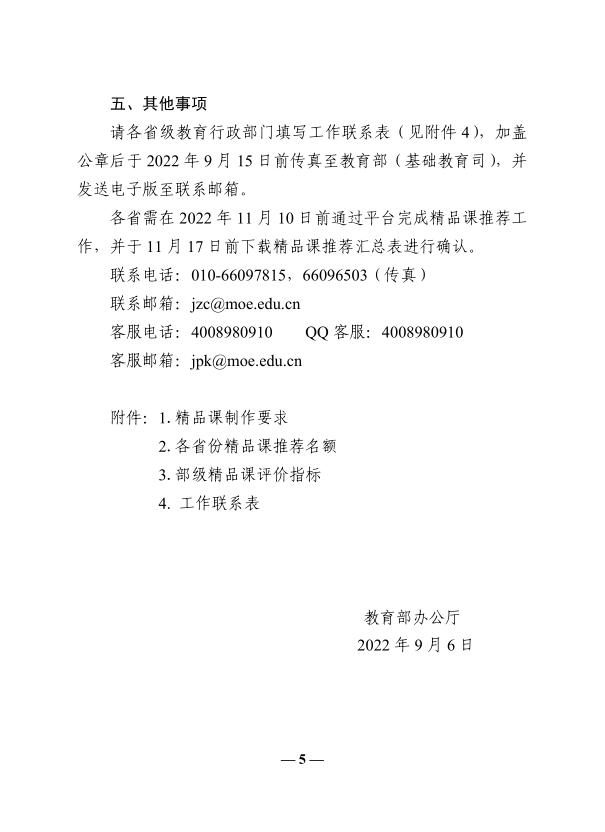 五、其他事项
请各省级教育行政部门填写工作联系表（见附件 4），加盖
公章后于 2022 年 9 月 15 日前传真至教育部（基础教育司），并
发送电子版至联系邮箱。
各省需在 2022 年 11 月 10 日前通过平台完成精品课推荐工
作，并于 11 月 17 日前下载精品课推荐汇总表进行确认。
联系电话：010-66097815，66096503（传真）
联系邮箱：jzc@moe.edu.cn
客服电话：4008980910 QQ 客服：4008980910
客服邮箱：jpk@moe.edu.cn
附件：1. 精品课制作要求
2. 各省份精品课推荐名额
3. 部级精品课评价指标
4. 工作联系表
教育部办公厅
2022 年 9 月 6 日
— 5 —